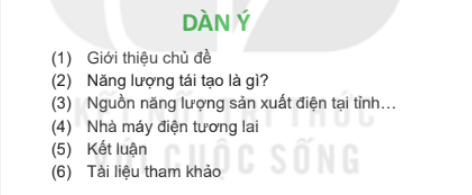 DÀN Ý
(1) Giới thiệu chủ đề
(2) Năng lượng tái tạo là gì?
(3) Nguồn năng lượng sản xuất điện tại tỉnh...
(4) Nhà máy điện tương lai
(5) Kết luận
(6) Tài liệu tham khảo